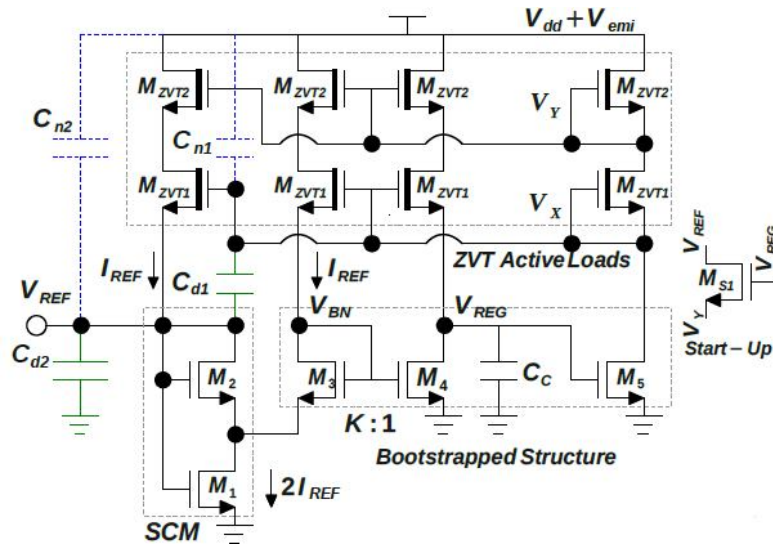 V_dd + V_emi
M_ZVT2
M_ZVT2
M_ZVT2
V_Y
M_ZVT2
C_n2
C_n1
M_ZVT1
M_ZVT1
M_ZVT1
V_X
M_ZVT1
I_REF
C_d1
I_REF
ZVT Active Loads
V_REF
V_REG
M_S1
V_Y
Start – Up
V_REF
V_BN
V_REG
C_d2
M_2
M_3
M_4
C_C
M_5
K : 1
M_1
2I_REF
Bootstrapped Structure
SCM